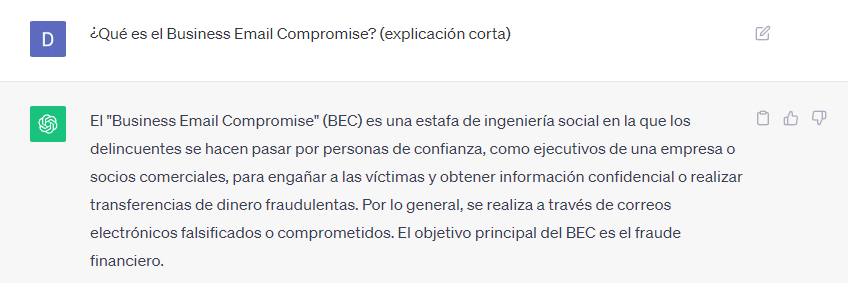 D
¿Qué es el Business Email Compromise? (explicación corta)
El "Business Email Compromise" (BEC) es una estafa de ingeniería social en la que los
delincuentes se hacen pasar por personas de confianza, como ejecutivos de una empresa o
socios comerciales, para engañar a las víctimas y obtener información confidencial o realizar
transferencias de dinero fraudulentas. Por lo general, se realiza a través de correos
electrónicos falsificados o comprometidos. El objetivo principal del BEC es el fraude
financiero.